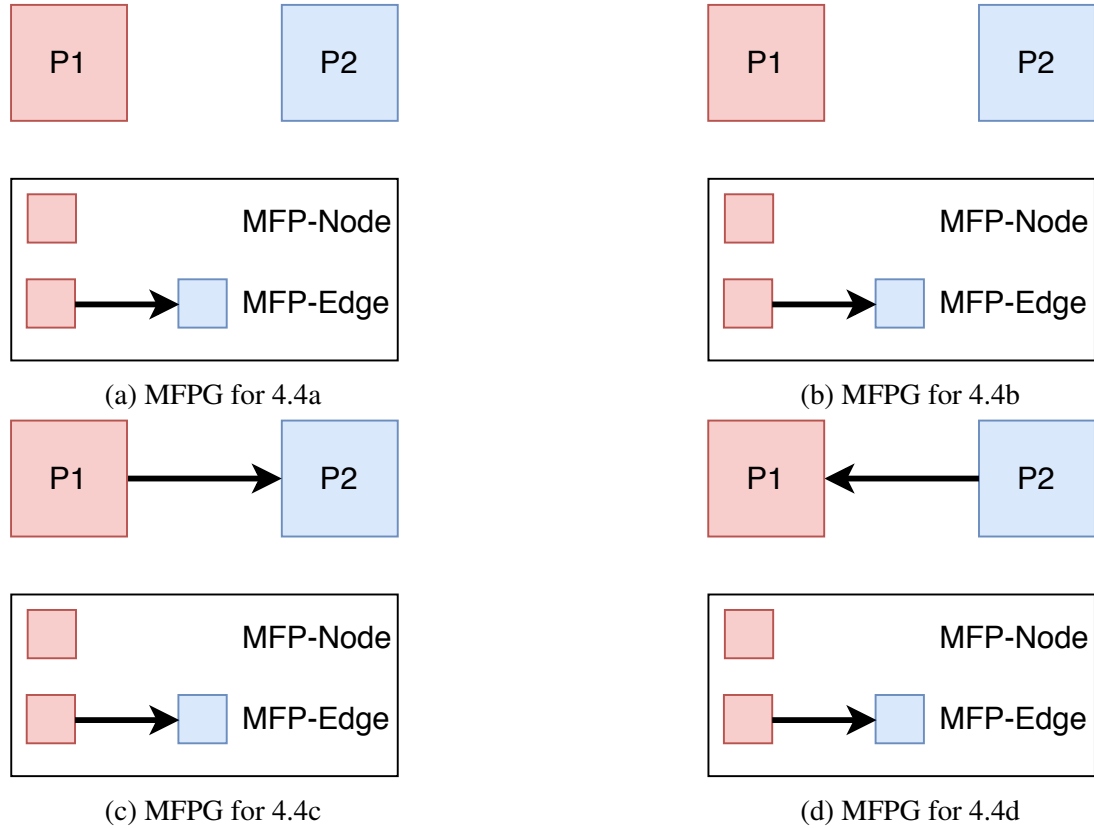 P1 P2
MFP-Node
MFP-Edge
(a) MFPG for 4.4a
P1 P2
MFP-Node
MFP-Edge
(b) MFPG for 4.4b
P1 P2
MFP-Node
MFP-Edge
(c) MFPG for 4.4c
P1 P2
MFP-Node
MFP-Edge
(d) MFPG for 4.4d